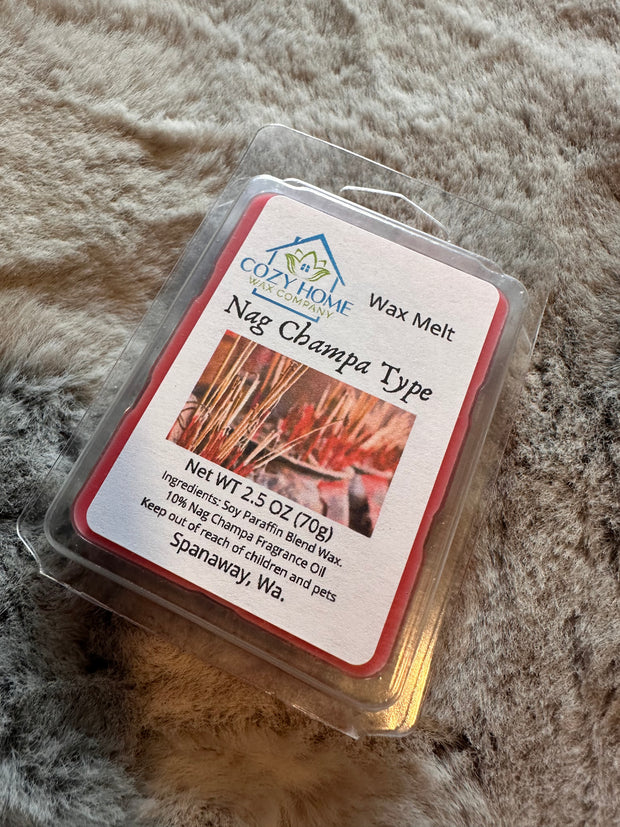 COZY HOME
WAX COMPANY
Wax Melt
Nag Champa Type
Net WT 2.5 OZ (70g)
Ingredients: Soy Paraffin Blend Wax.
10% Nag Champa Fragrance Oil
Keep out of reach of children and pets
Spanaway, Wa.